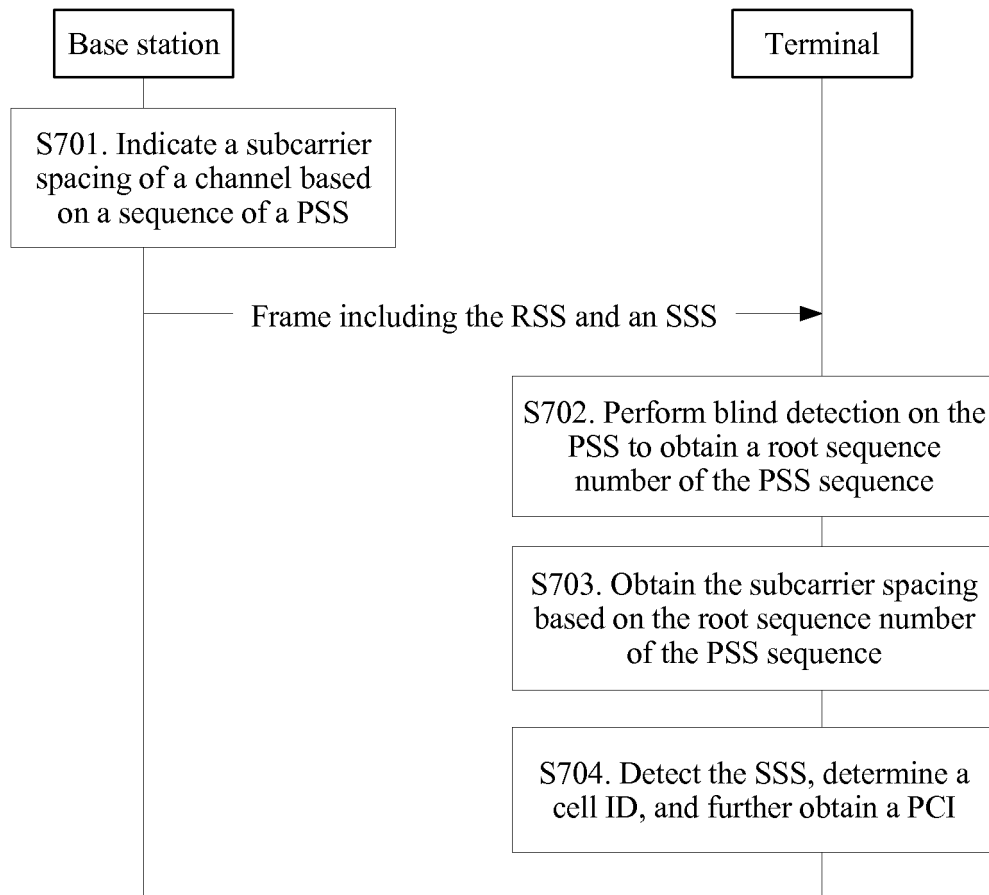 Base station
Terminal
S701. Indicate a subcarrier
spacing of a channel based
on a sequence of a PSS
Frame including the RSS and an SSS
S702. Perform blind detection on the
PSS to obtain a root sequence
number of the PSS sequence
S703. Obtain the subcarrier spacing
based on the root sequence number
of the PSS sequence
S704. Detect the SSS, determine a
cell ID, and further obtain a PCI